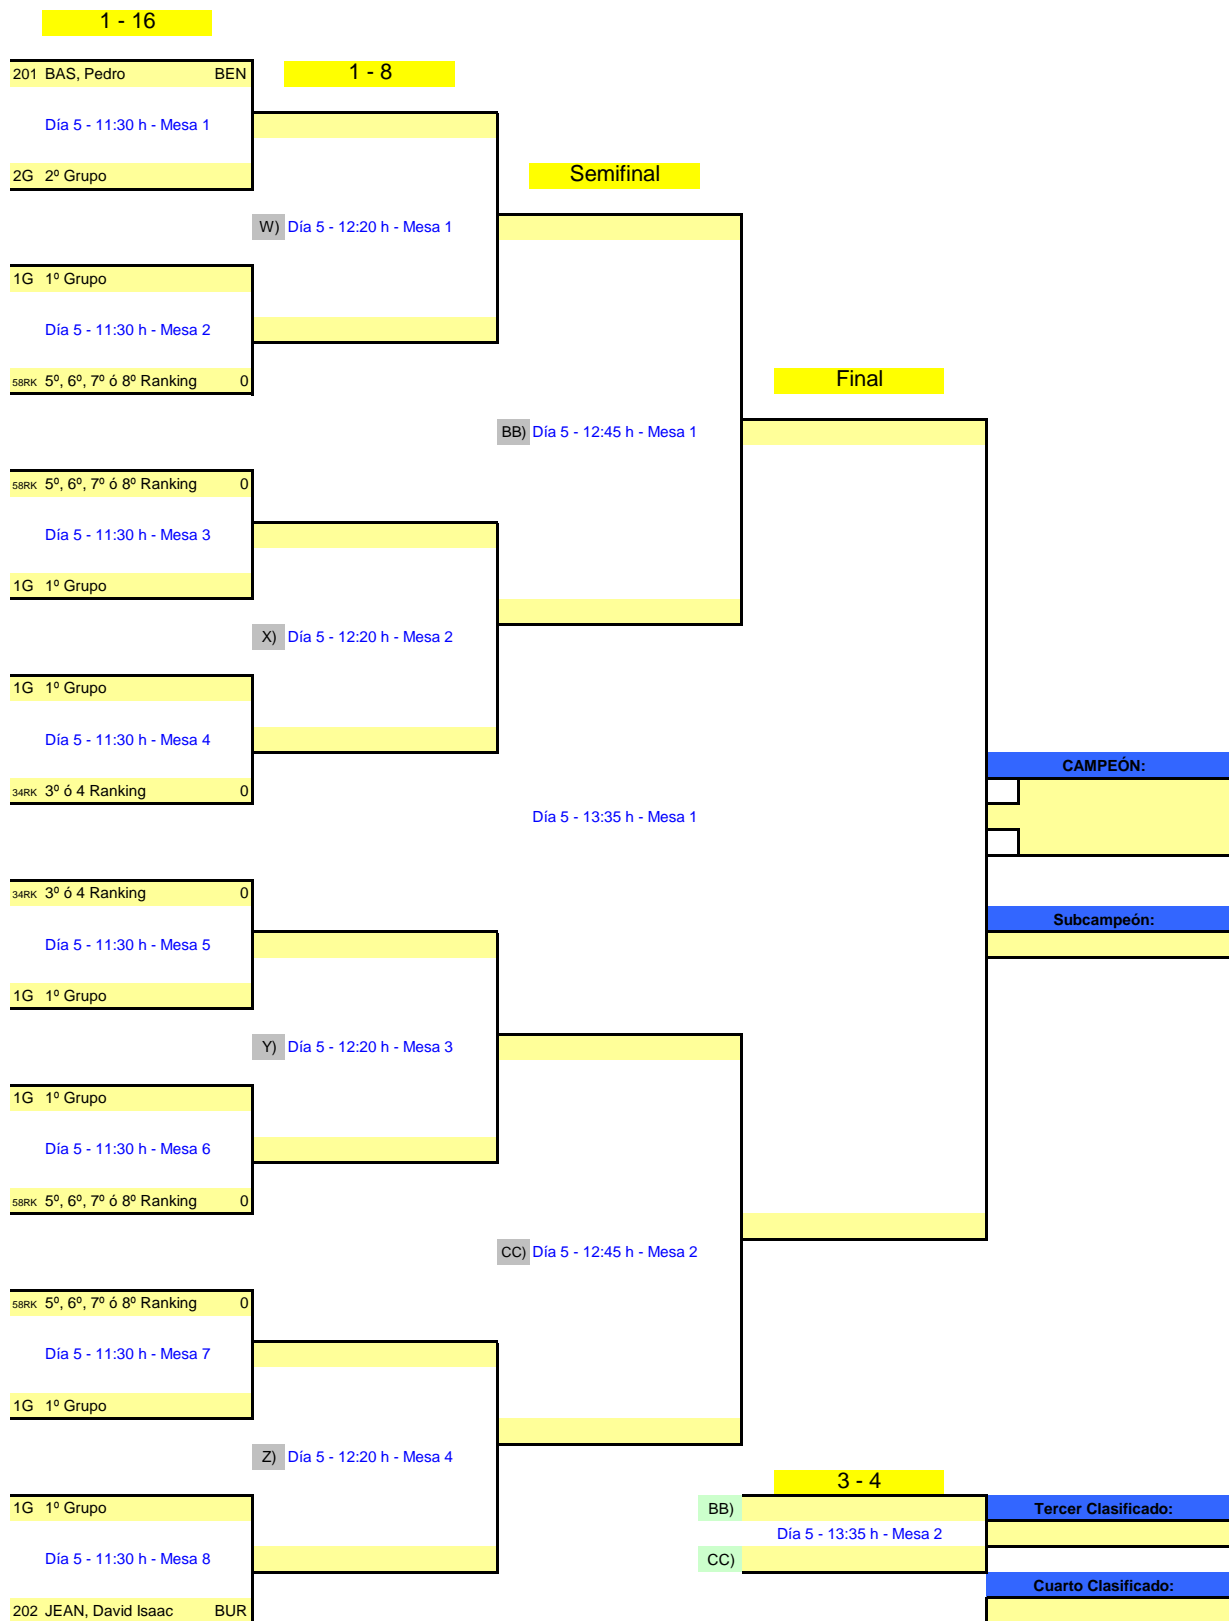 1 - 16
201 BAS, Pedro BEN
1 - 8
Día 5 - 11:30 h - Mesa 1
2G 2º Grupo
Semifinal
W) Día 5 - 12:20 h - Mesa 1
1G 1º Grupo
Día 5 - 11:30 h - Mesa 2
58RK 5º, 6º, 7º ó 8º Ranking 0
Final
BB) Día 5 - 12:45 h - Mesa 1
58RK 5º, 6º, 7º ó 8º Ranking 0
Día 5 - 11:30 h - Mesa 3
1G 1º Grupo
X) Día 5 - 12:20 h - Mesa 2
1G 1º Grupo
Día 5 - 11:30 h - Mesa 4
CAMPEÓN:
34RK 3º ó 4 Ranking 0
Día 5 - 13:35 h - Mesa 1
34RK 3º ó 4 Ranking 0
Subcampeón:
Día 5 - 11:30 h - Mesa 5
1G 1º Grupo
Y) Día 5 - 12:20 h - Mesa 3
1G 1º Grupo
Día 5 - 11:30 h - Mesa 6
58RK 5º, 6º, 7º ó 8º Ranking 0
CC) Día 5 - 12:45 h - Mesa 2
58RK 5º, 6º, 7º ó 8º Ranking 0
Día 5 - 11:30 h - Mesa 7
1G 1º Grupo
Z) Día 5 - 12:20 h - Mesa 4
3 - 4
1G 1º Grupo
BB)
Tercer Clasificado:
Día 5 - 13:35 h - Mesa 2
Día 5 - 11:30 h - Mesa 8
CC)
Cuarto Clasificado:
202 JEAN, David Isaac BUR